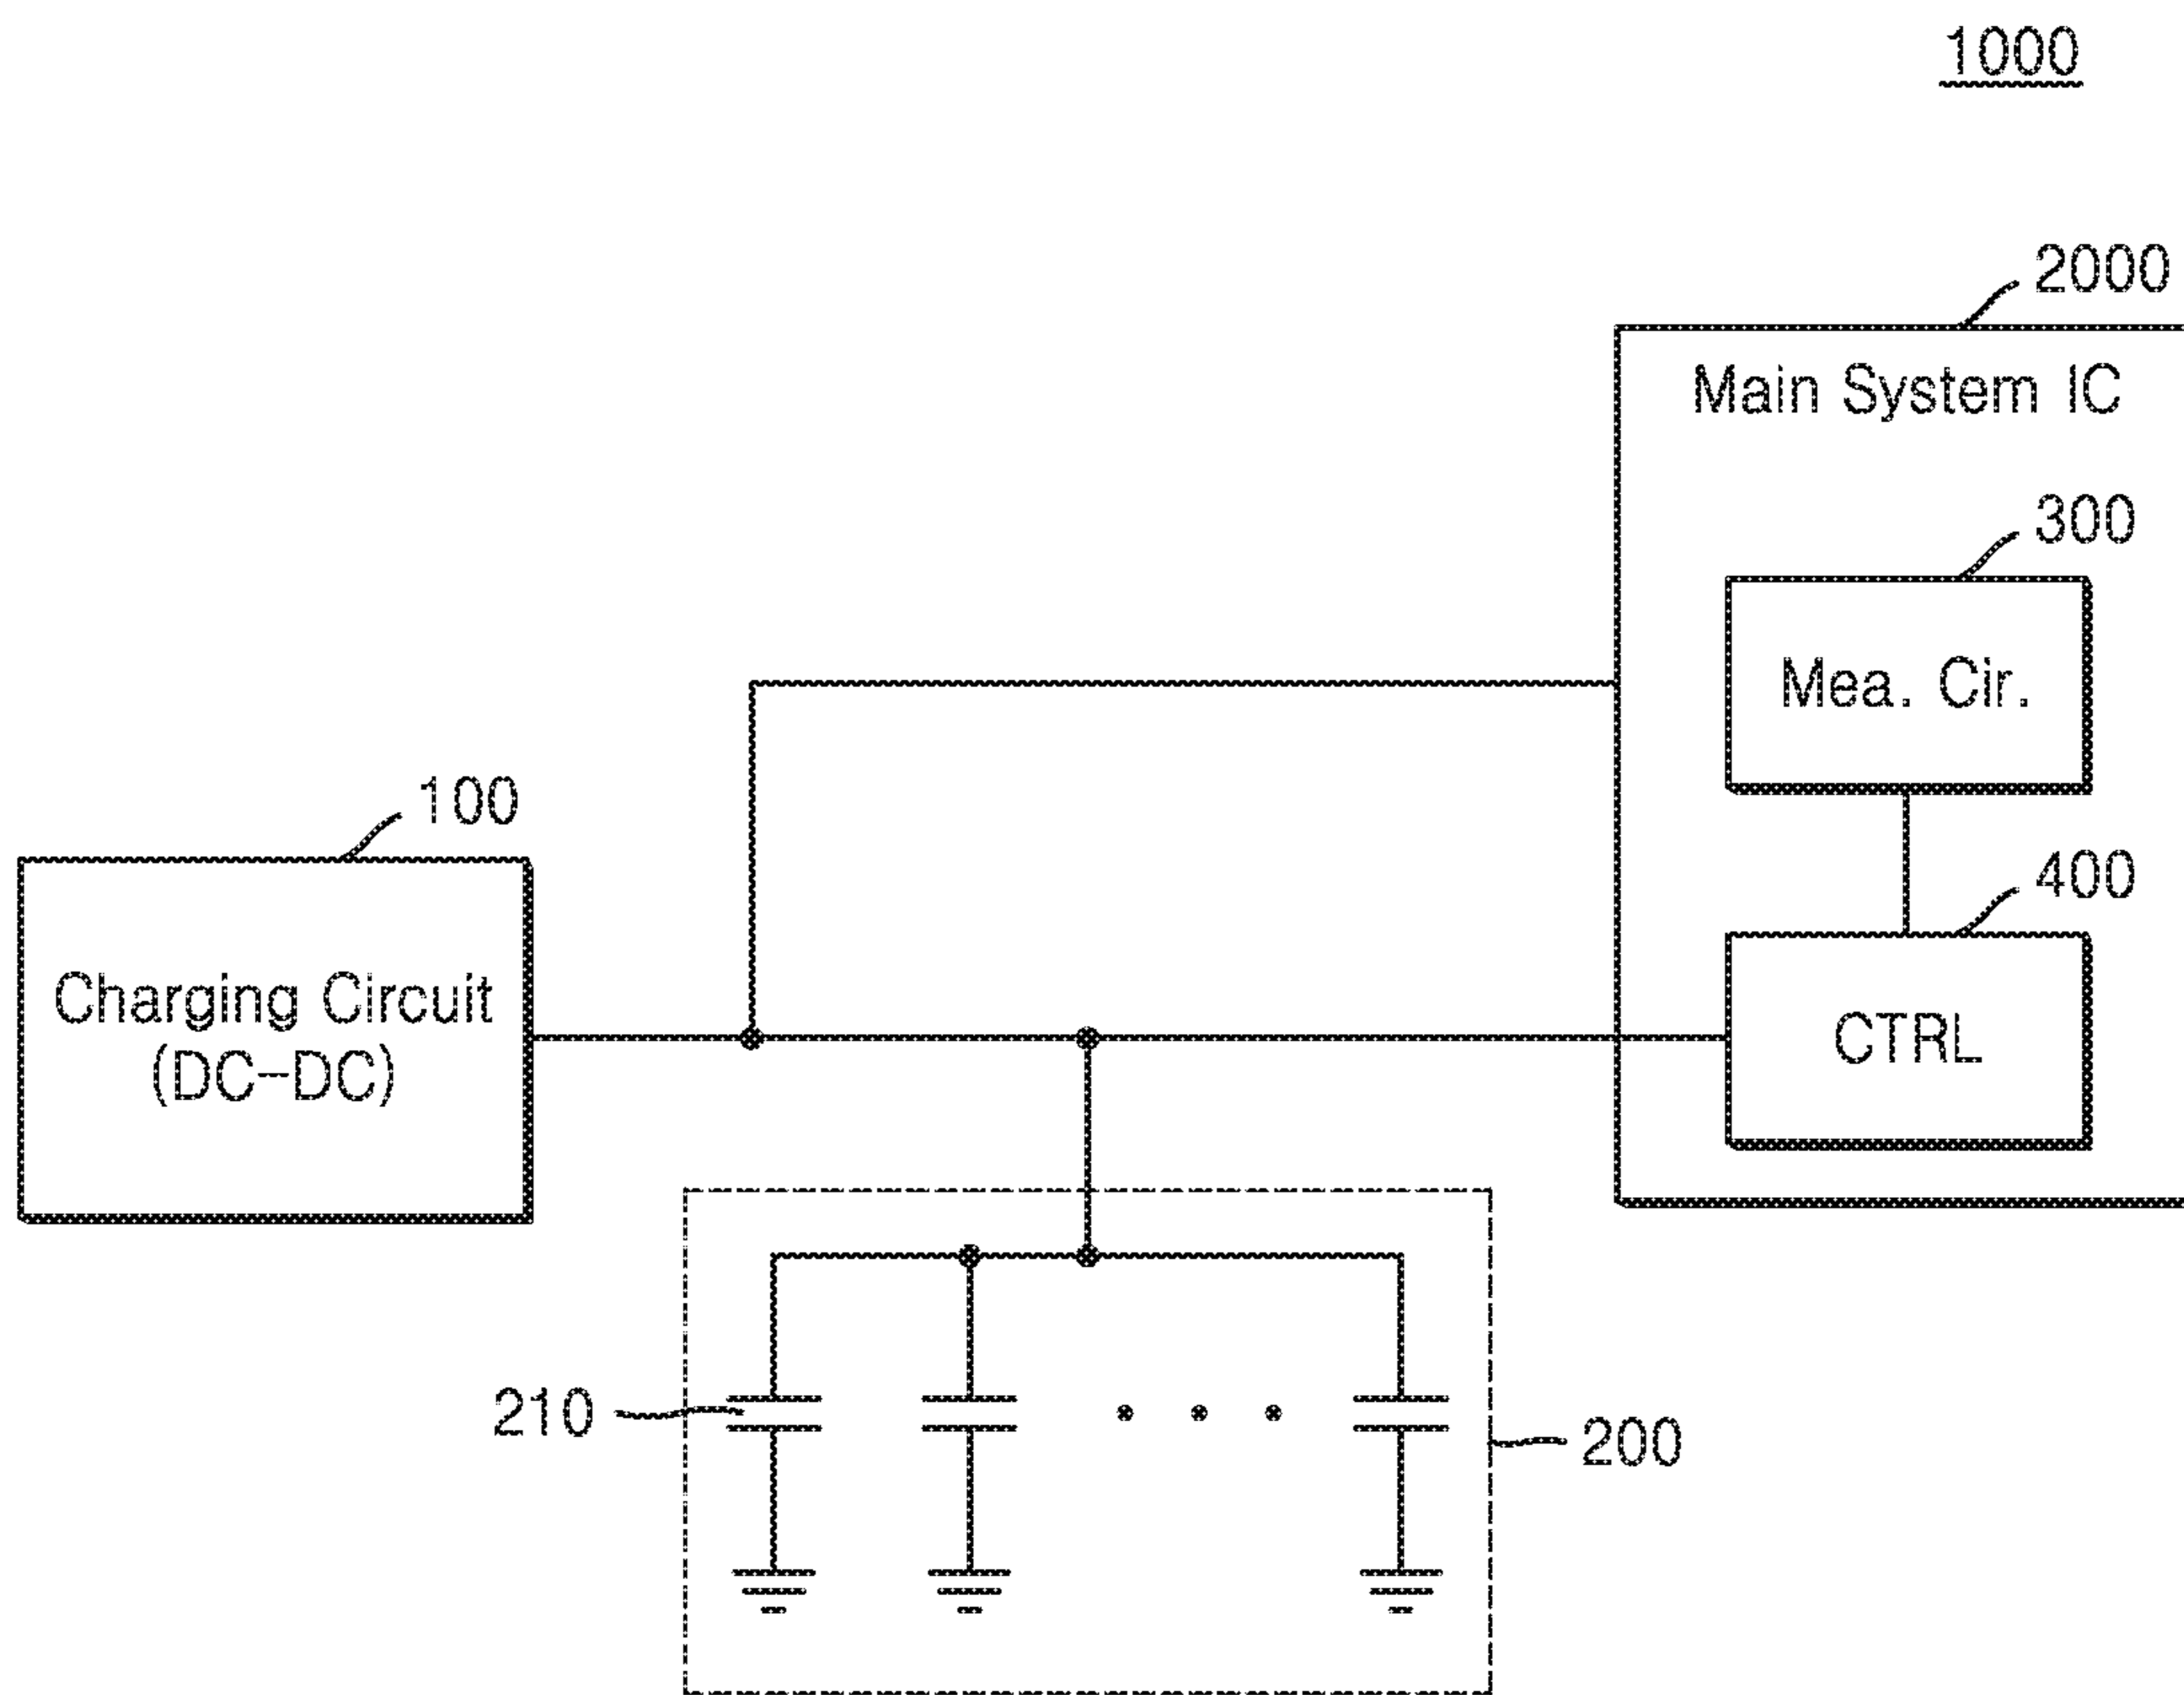 1000
2000
Main System IC
300
Mea. Cir.
100
400
Charging Circuit
(DC-DC)
CTRL
210
200